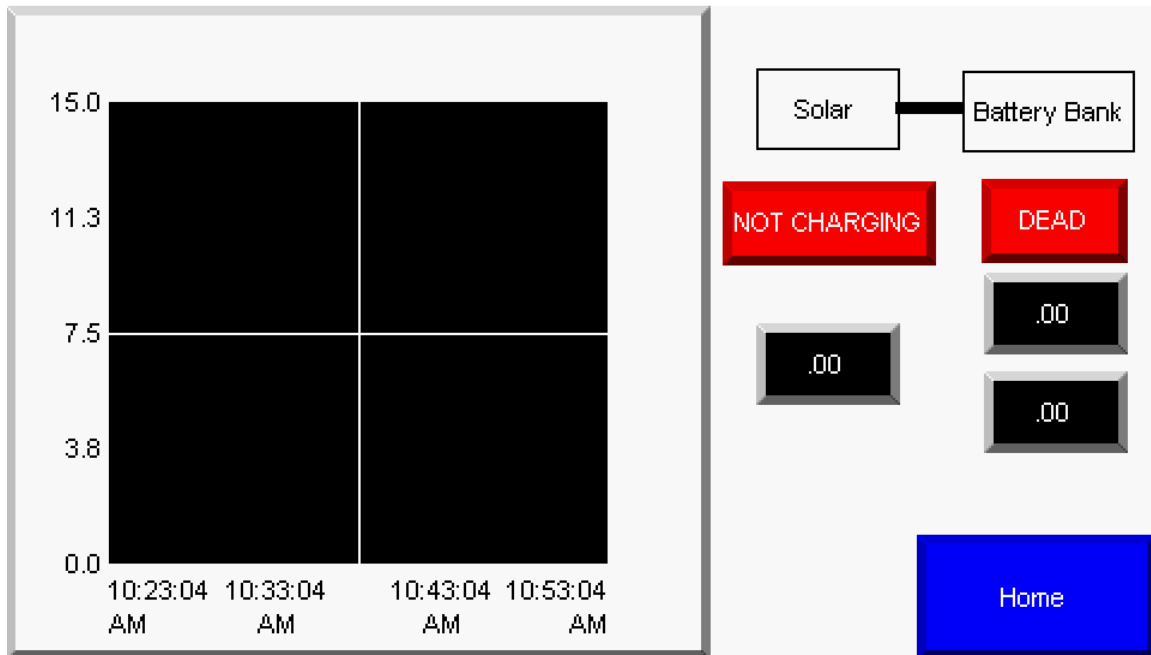 15.0
11.3
7.5
3.8
0.0
10:23:04 10:33:04 10:43:04 10:53:04
AM AM AM AM
Solar
Battery Bank
NOT CHARGING
DEAD
.00
.00
.00
Home